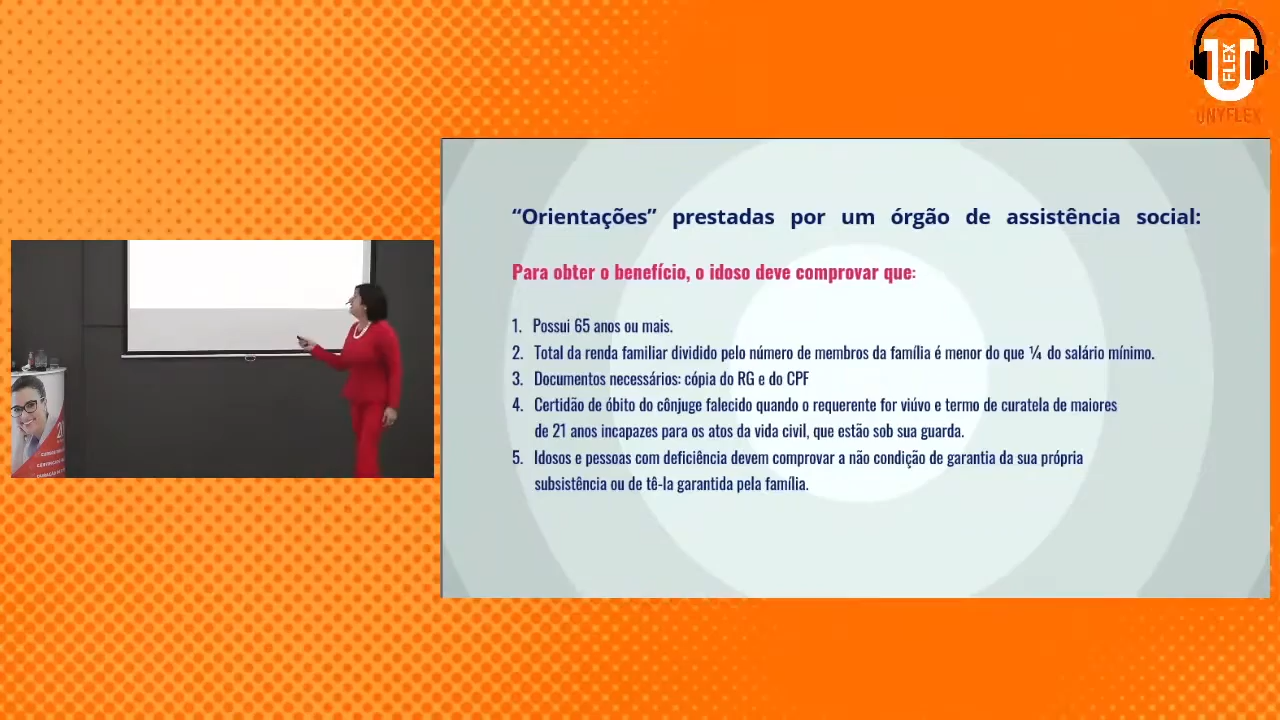 FLEX
UNYFLEX
“Orientações” prestadas por um órgão de assistência social:
Para obter o benefício, o idoso deve comprovar que:
1. Possui 65 anos ou mais.
2. Total da renda familiar dividido pelo número de membros da família é menor do que ¼ do salário mínimo.
3. Documentos necessários: cópia do RG e do CPF
4. Certidão de óbito do cônjuge falecido quando o requerente for viúvo e termo de curatela de maiores
de 21 anos incapazes para os atos da vida civil, que estão sob sua guarda.
5. Idosos e pessoas com deficiência devem comprovar a não condição de garantia da sua própria
subsistência ou de tê-la garantida pela família.